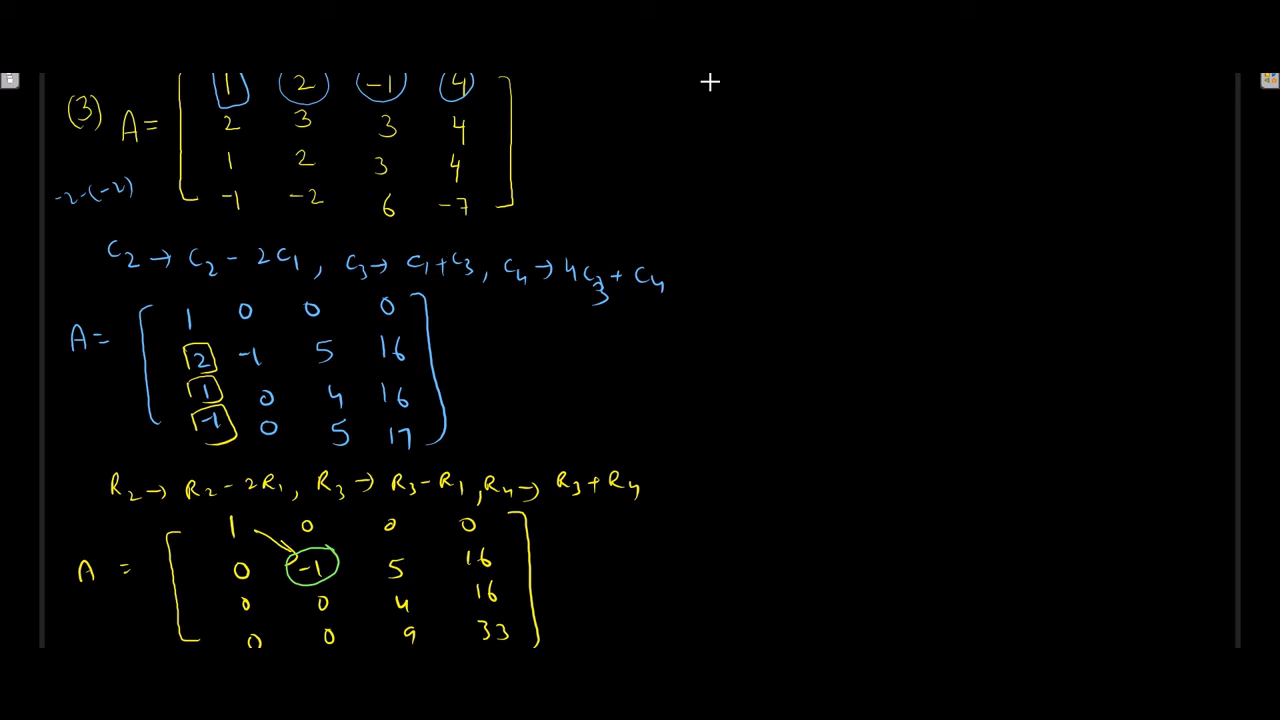 (3) A = [ 1 2 -1 4
2 3 3 4
1 2 3 4
-1 -2 6 -7 ]
-2-(-2)
C2 → C2 - 2C1, C3 → C1 + C3, C4 → 4C3 + C4
A = [ 1 0 0 0
2 -1 5 16
1 0 4 16
-1 0 5 17 ]
R2 → R2 - 2R1, R3 → R3 - R1, R4 → R3 + R4
A = [ 1 0 0 0
0 -1 5 16
0 0 4 16
0 0 9 33 ]